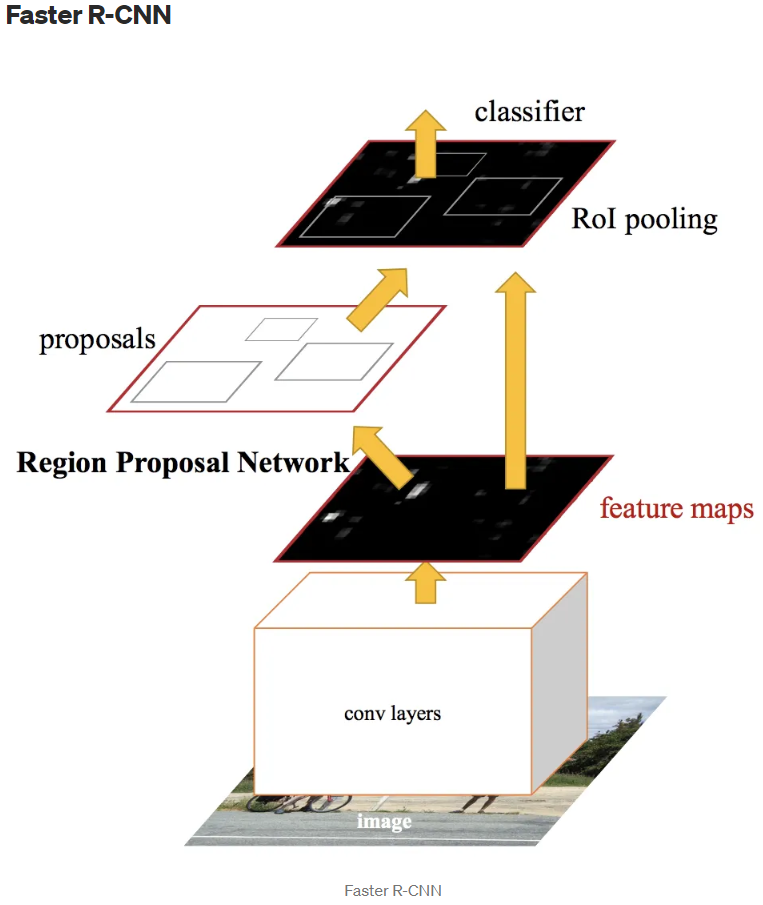 Faster R-CNN
classifier
RoI pooling
proposals
Region Proposal Network
feature maps
conv layers
image
Faster R-CNN